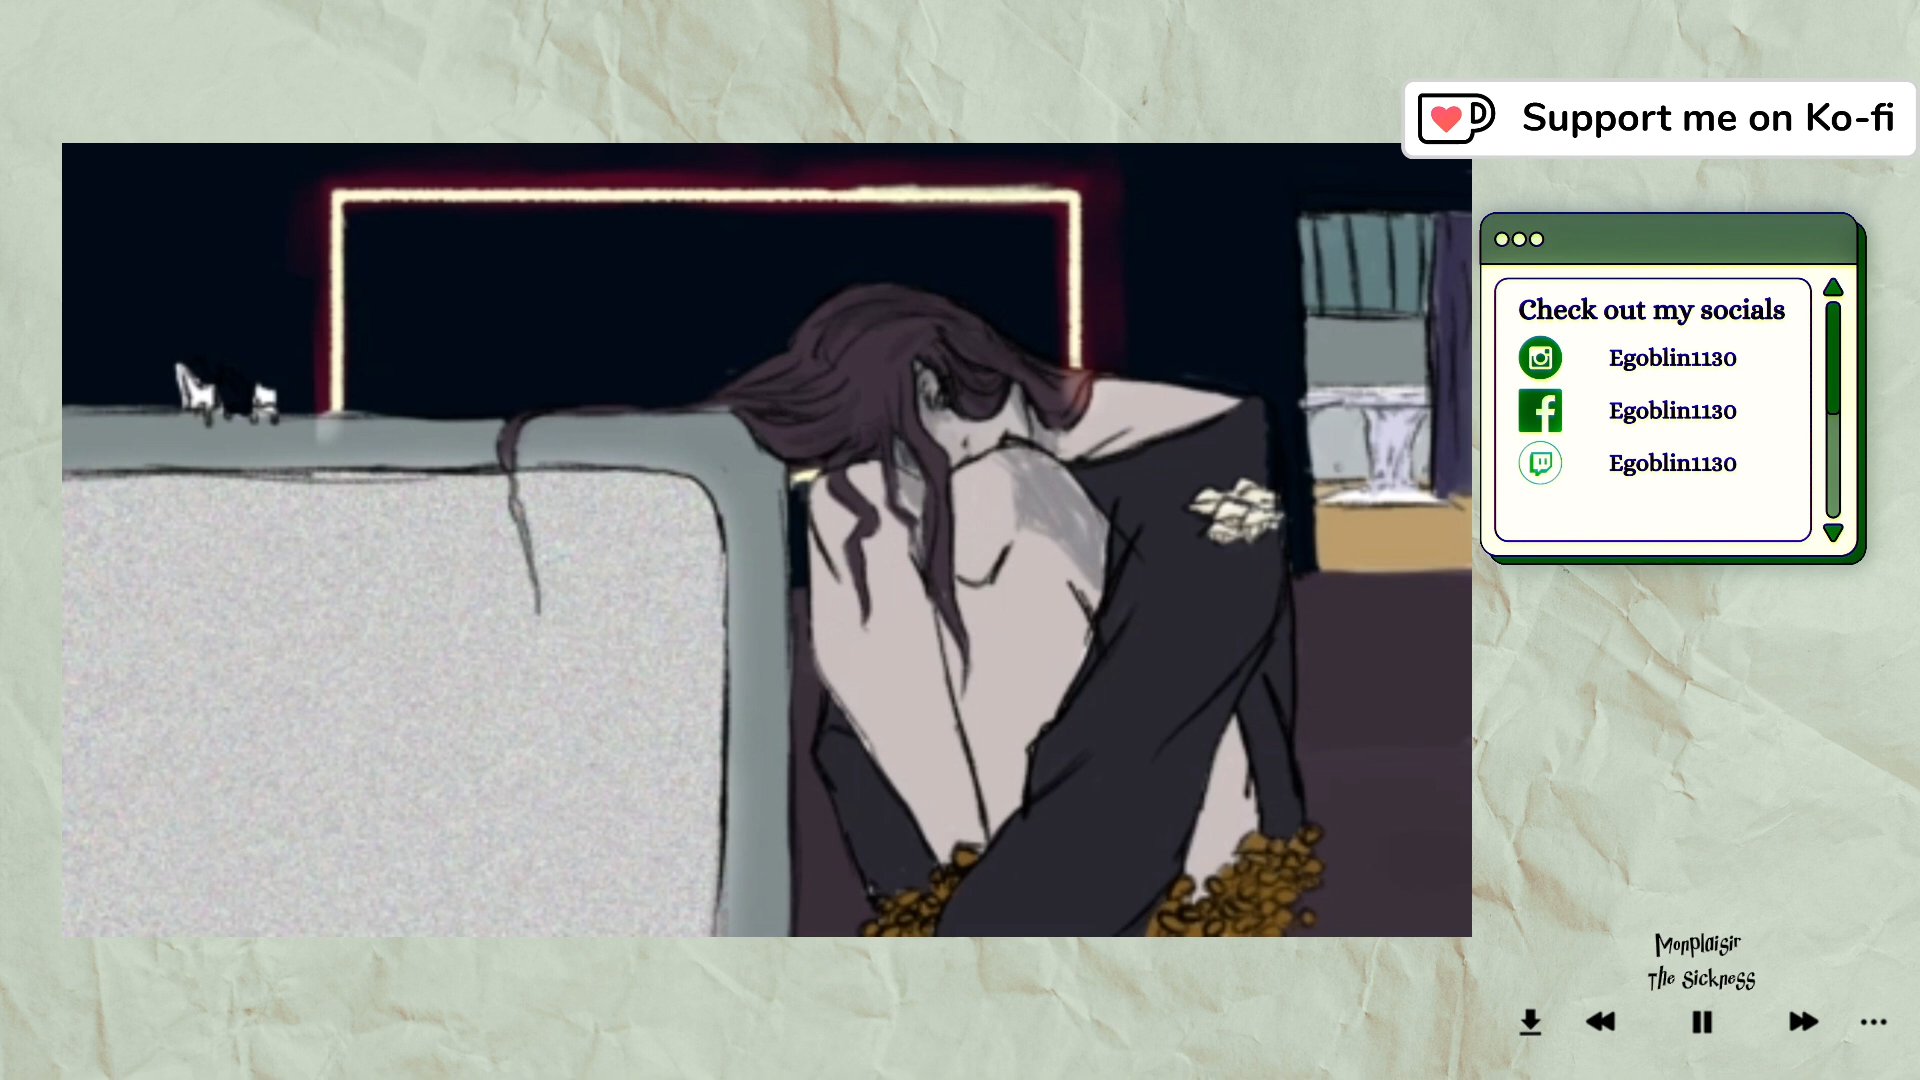 Support me on Ko-fi
Check out my socials
Egoblin1130
Egoblin1130
Egoblin1130
Monplaisir
The Sickness